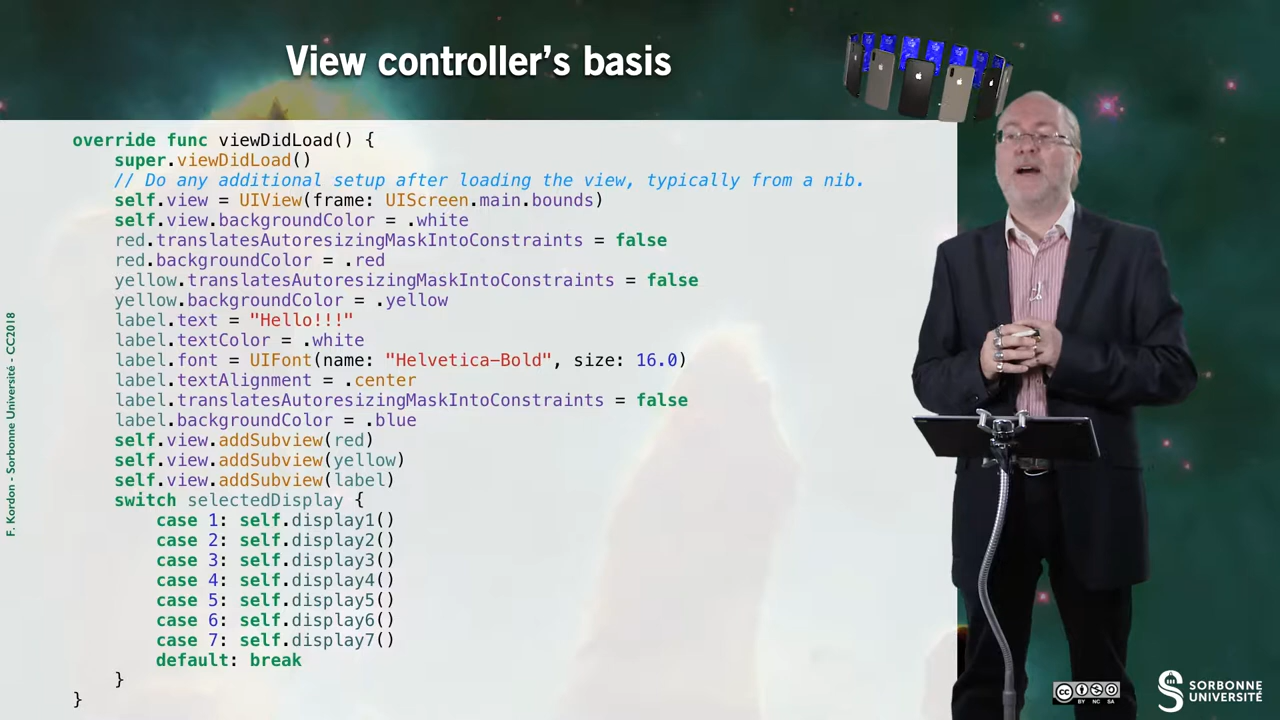 View controller's basis
override func viewDidLoad() {
    super.viewDidLoad()
    // Do any additional setup after loading the view, typically from a nib.
    self.view = UIView(frame: UIScreen.main.bounds)
    self.view.backgroundColor = .white
    red.translatesAutoresizingMaskIntoConstraints = false
    red.backgroundColor = .red
    yellow.translatesAutoresizingMaskIntoConstraints = false
    yellow.backgroundColor = .yellow
    label.text = "Hello!!!"
    label.textColor = .white
    label.font = UIFont(name: "Helvetica-Bold", size: 16.0)
    label.textAlignment = .center
    label.translatesAutoresizingMaskIntoConstraints = false
    label.backgroundColor = .blue
    self.view.addSubview(red)
    self.view.addSubview(yellow)
    self.view.addSubview(label)
    switch selectedDisplay {
        case 1: self.display1()
        case 2: self.display2()
        case 3: self.display3()
        case 4: self.display4()
        case 5: self.display5()
        case 6: self.display6()
        case 7: self.display7()
        default: break
    }
}
F. Kordon - Sorbonne Université - CC2018
cc
BY NC SA
SORBONNE
UNIVERSITÉ